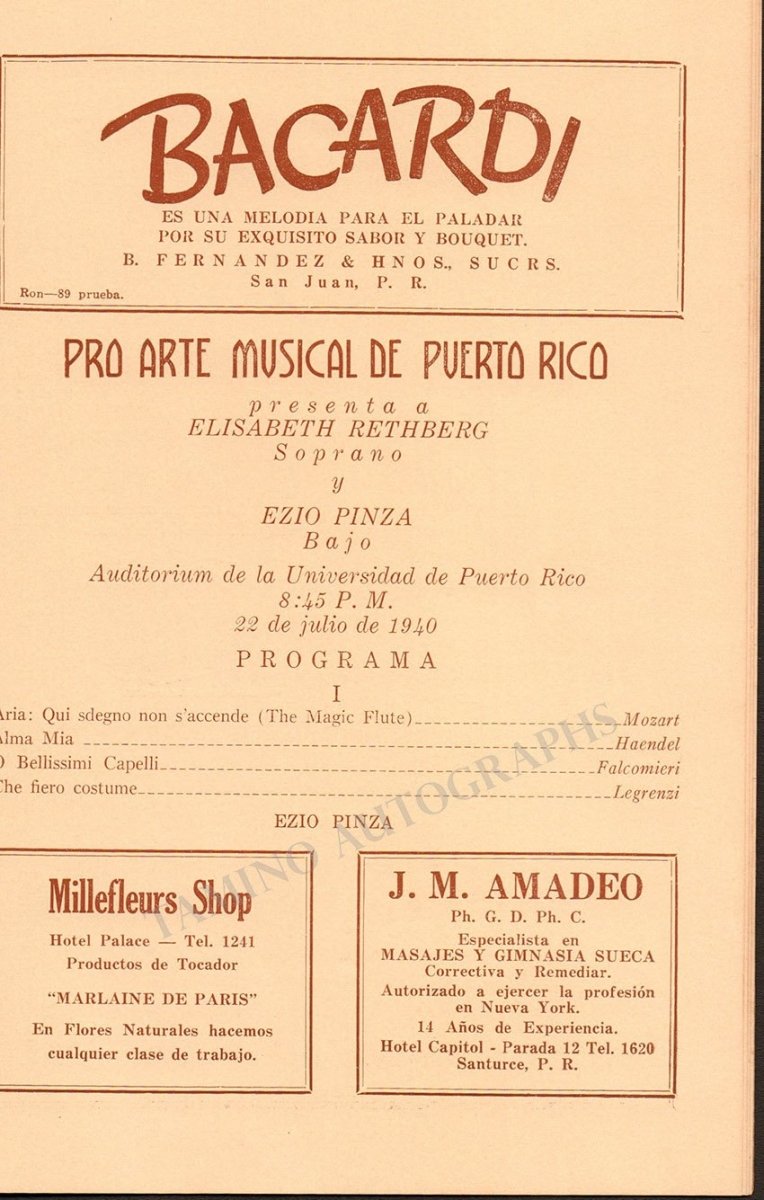 BACARDI
ES UNA MELODIA PARA EL PALADAR
POR SU EXQUISITO SABOR Y BOUQUET.
B. FERNANDEZ & HNOS., SUCRS.
San Juan, P. R.
Ron—89 prueba.
PRO ARTE MUSICAL DE PUERTO RICO
presenta a
ELISABETH RETHBERG
Soprano
y
EZIO PINZA
Bajo
Auditorium de la Universidad de Puerto Rico
8:45 P. M.
22 de julio de 1940
PROGRAMA
I
Aria: Qui sdegno non s'accende (The Magic Flute) Mozart
Alma Mia Haendel
O Bellissimi Capelli Falcomieri
Che fiero costume Legrenzi
EZIO PINZA
TAMINO AUTOGRAPHS
Millefleurs Shop
Hotel Palace — Tel. 1241
Productos de Tocador
"MARLAINE DE PARIS"
En Flores Naturales hacemos
cualquier clase de trabajo.
J. M. AMADEO
Ph. G. D. Ph. C.
Especialista en
MASAJES Y GIMNASIA SUECA
Correctiva y Remediar.
Autorizado a ejercer la profesión
en Nueva York.
14 Años de Experiencia.
Hotel Capitol - Parada 12 Tel. 1620
Santurce, P. R.